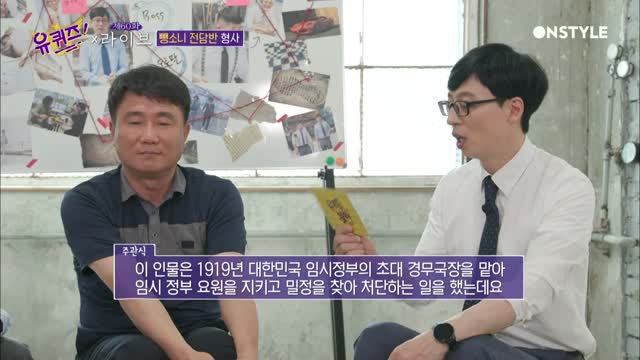 유퀴즈!
×라이브
제60화
뺑소니 전담반 형사
ONSTYLE
Boss
주관식
이 인물은 1919년 대한민국 임시정부의 초대 경무국장을 맡아
임시 정부 요원을 지키고 밀정을 찾아 처단하는 일을 했는데요